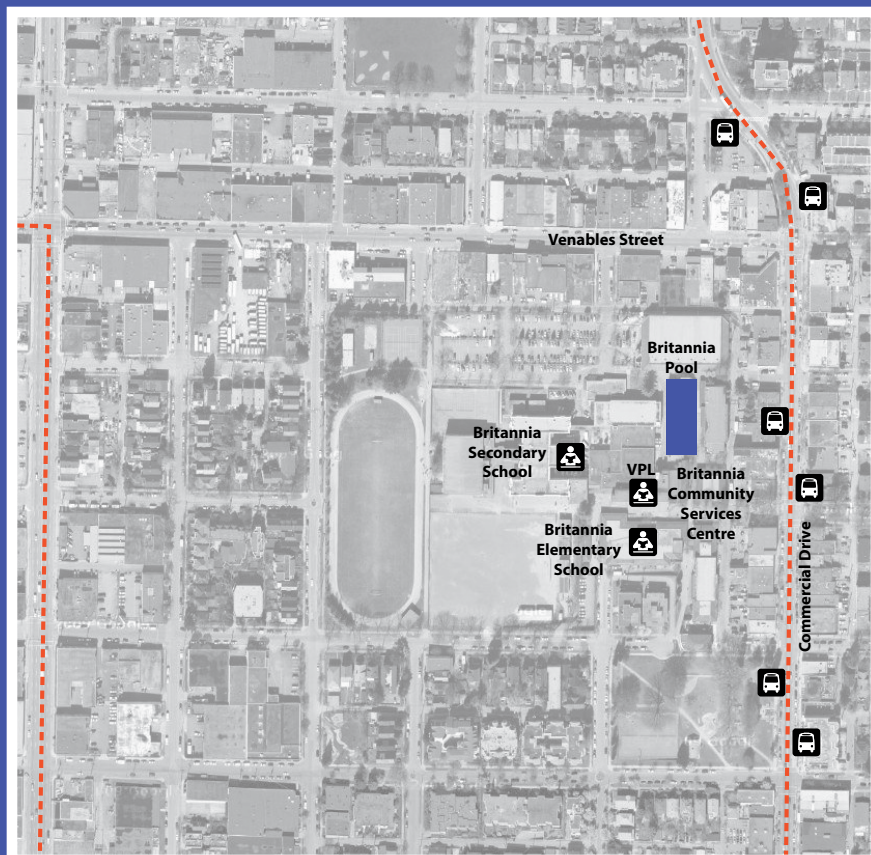 Venables Street
Britannia
Pool
Britannia
Secondary
School
VPL
Britannia
Community
Services
Centre
Britannia
Elementary
School
Commercial Drive